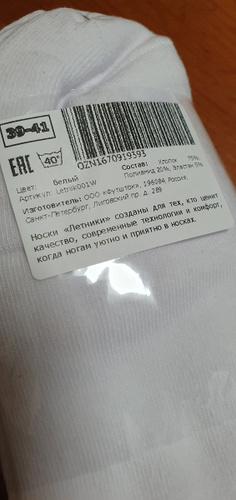 39-41
OZN1670919393
EAC
40°
Состав: Хлопок 75%,
Полиамид 20%, Эластан 5%
Цвет: белый
Артикул: Letnik001W
Изготовитель: ООО «Футшток», 196084, Россия,
Санкт-Петербург, Лиговский пр. д. 289
Носки «Летники» созданы для тех, кто ценит
качество, современные технологии и комфорт,
когда ногам уютно и приятно в носках.